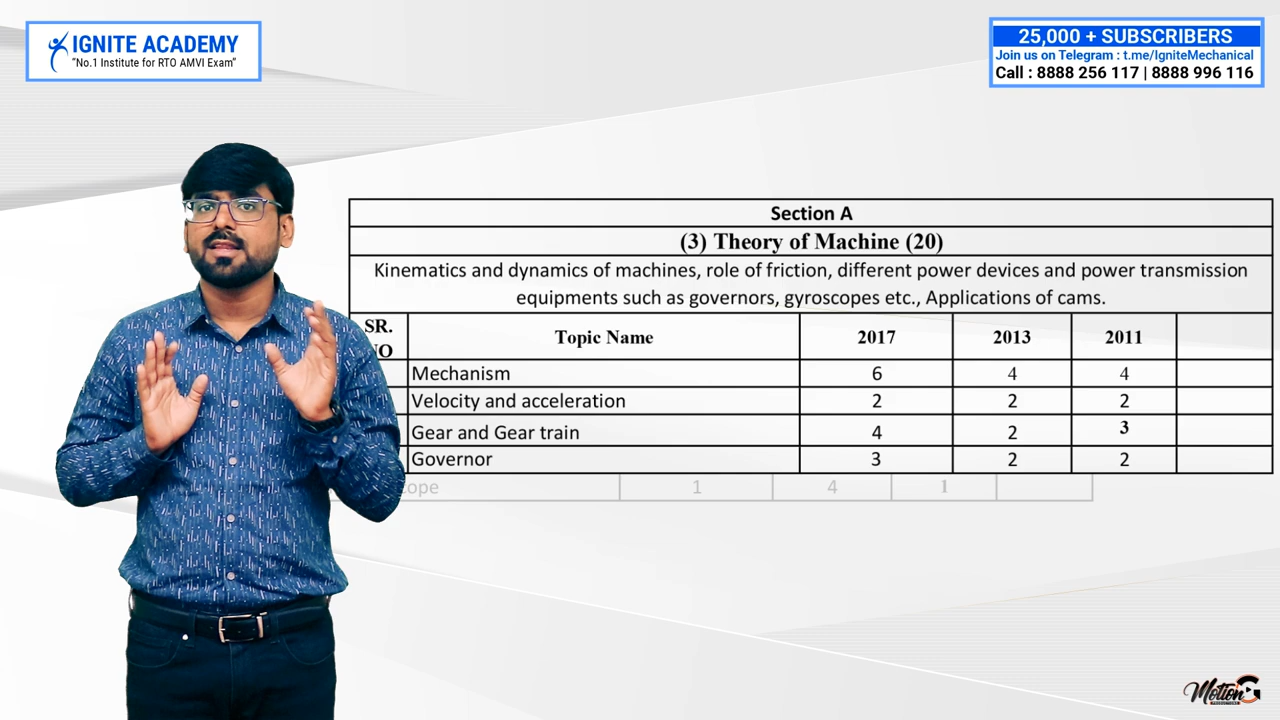 IGNITE ACADEMY
“No.1 Institute for RTO AMVI Exam”
25,000 + SUBSCRIBERS
Join us on Telegram : t.me/IgniteMechanical
Call : 8888 256 117 | 8888 996 116
Section A
(3) Theory of Machine (20)
Kinematics and dynamics of machines, role of friction, different power devices and power transmission
equipments such as governors, gyroscopes etc., Applications of cams.
SR. Topic Name 2017 2013 2011
Mechanism 6 4 4
Velocity and acceleration 2 2 2
Gear and Gear train 4 2 3
Governor 3 2 2
1 4 1
Motion